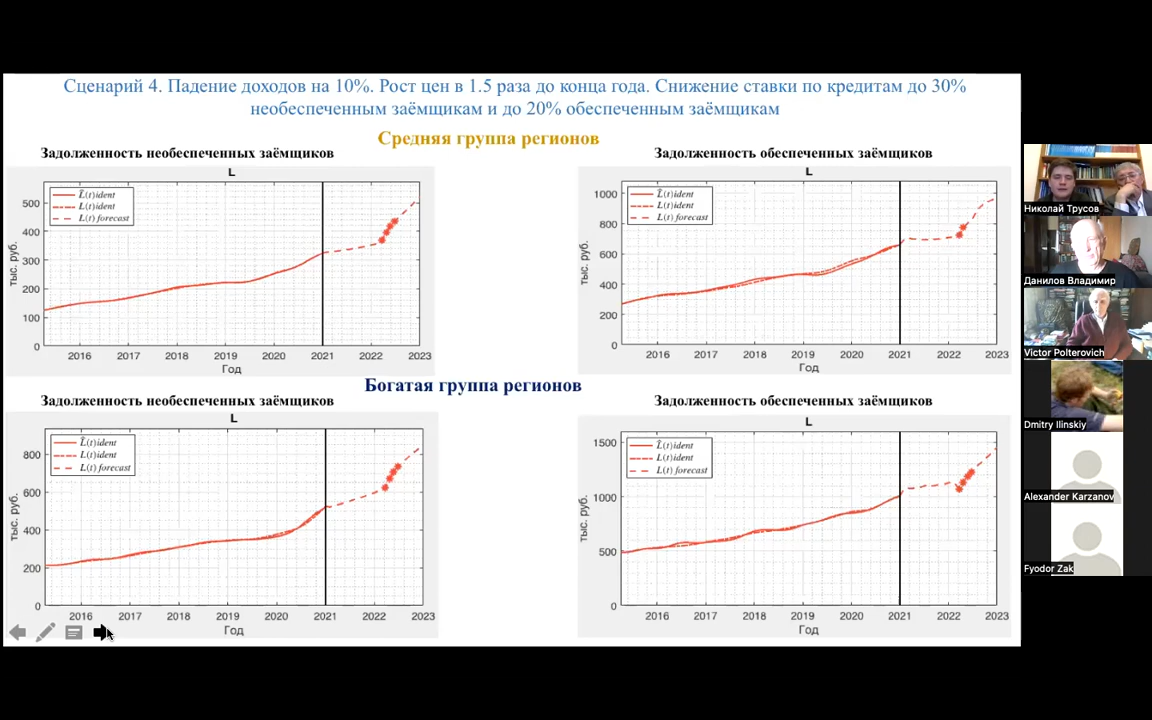 Сценарий 4. Падение доходов на 10%. Рост цен в 1.5 раза до конца года. Снижение ставки по кредитам до 30%
необеспеченным заёмщикам и до 20% обеспеченным заёмщикам
Средняя группа регионов
Задолженность необеспеченных заёмщиков
L
L̂(t)ident
L(t)ident
L(t) forecast
500
400
300
200
100
0
тыс. руб.
2016 2017 2018 2019 2020 2021 2022 2023
Год
Задолженность обеспеченных заёмщиков
L
L̂(t)ident
L(t)ident
L(t) forecast
1000
800
600
400
200
0
тыс. руб.
2016 2017 2018 2019 2020 2021 2022 2023
Год
Богатая группа регионов
Задолженность необеспеченных заёмщиков
L
L̂(t)ident
L(t)ident
L(t) forecast
800
600
400
200
0
тыс. руб.
2016 2017 2018 2019 2020 2021 2022 2023
Год
Задолженность обеспеченных заёмщиков
L
L̂(t)ident
L(t)ident
L(t) forecast
1500
1000
500
0
тыс. руб.
2016 2017 2018 2019 2020 2021 2022 2023
Год
Николай Трусов
Данилов Владимир
Victor Polterovich
Dmitry Ilinskiy
Alexander Karzanov
Fyodor Zak